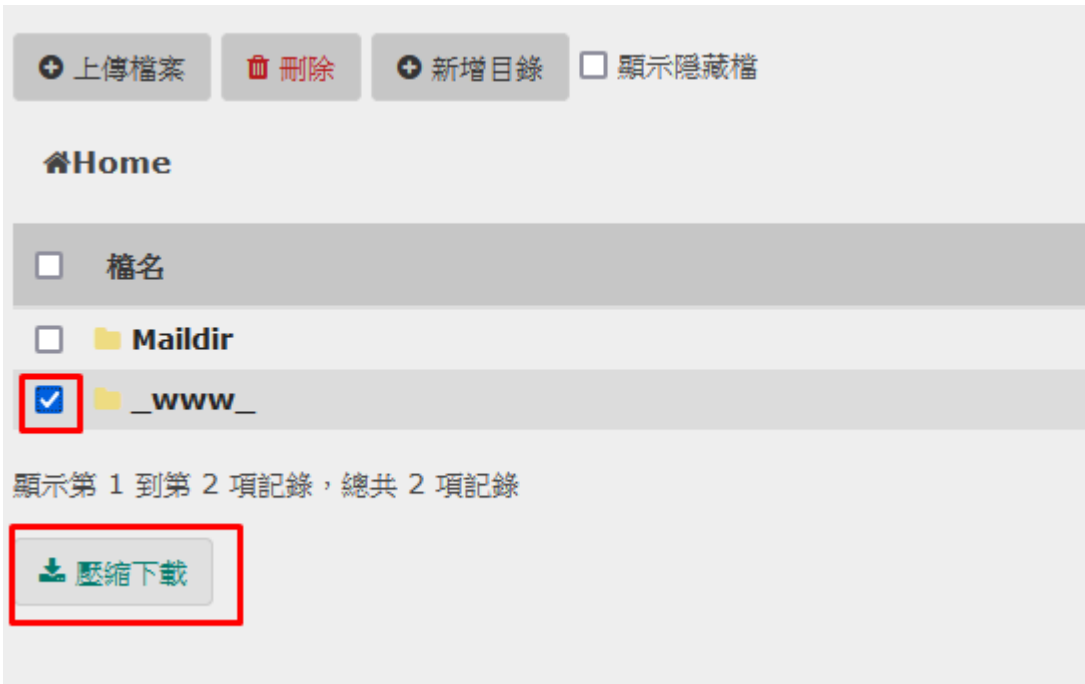 上傳檔案 刪除 新增目錄 顯示隱藏檔
Home
檔名
Maildir
_www_
顯示第 1 到第 2 項記錄，總共 2 項記錄
壓縮下載